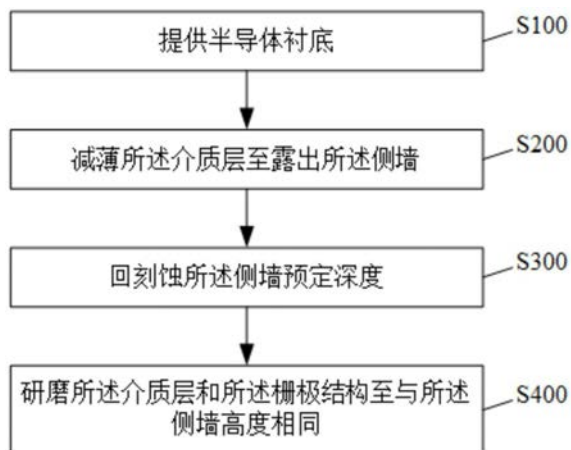 提供半导体衬底
S100
减薄所述介质层至露出所述侧墙
S200
回刻蚀所述侧墙预定深度
S300
研磨所述介质层和所述栅极结构至与所述
侧墙高度相同
S400